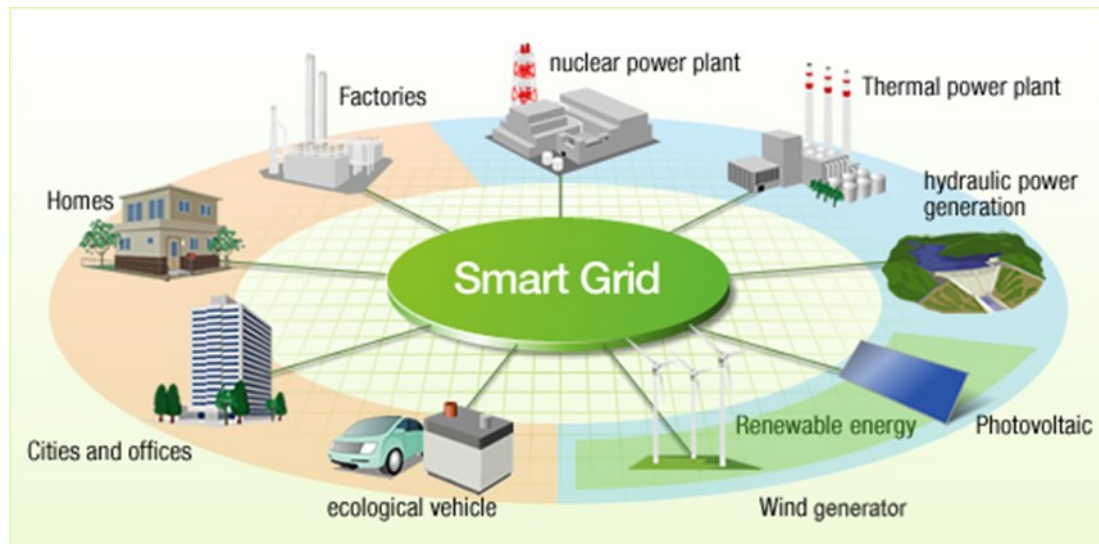 nuclear power plant
Factories
Thermal power plant
Homes
hydraulic power
generation
Smart Grid
Renewable energy
Photovoltaic
Cities and offices
ecological vehicle
Wind generator